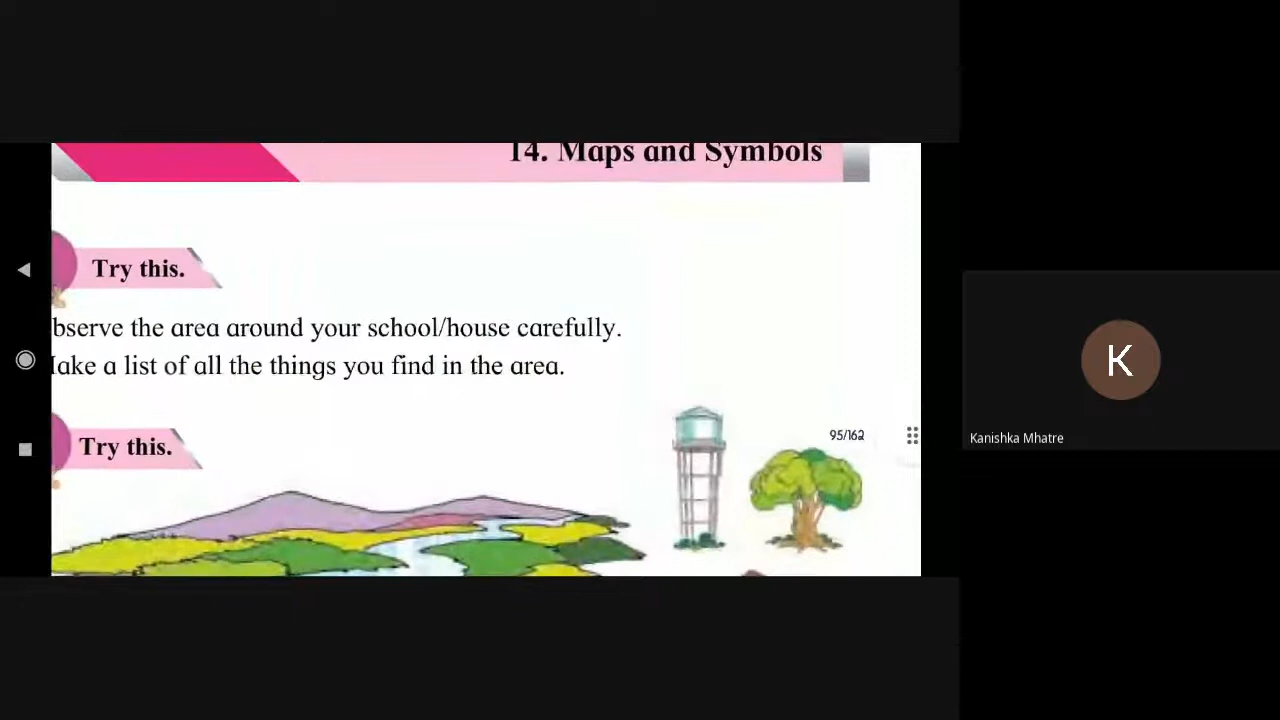 14. Maps and Symbols
Try this.
bserve the area around your school/house carefully.
ake a list of all the things you find in the area.
Try this.
95/162
K
Kanishka Mhatre